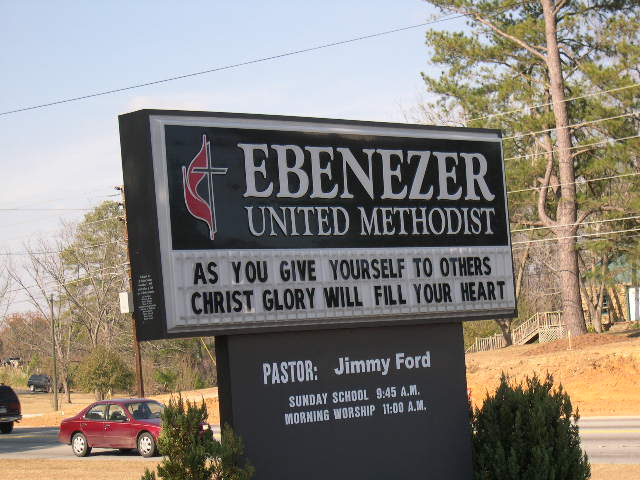 EBENEZER
UNITED METHODIST
AS YOU GIVE YOURSELF TO OTHERS
CHRIST GLORY WILL FILL YOUR HEART
PASTOR: Jimmy Ford
SUNDAY SCHOOL 9:45 A.M.
MORNING WORSHIP 11:00 A.M.